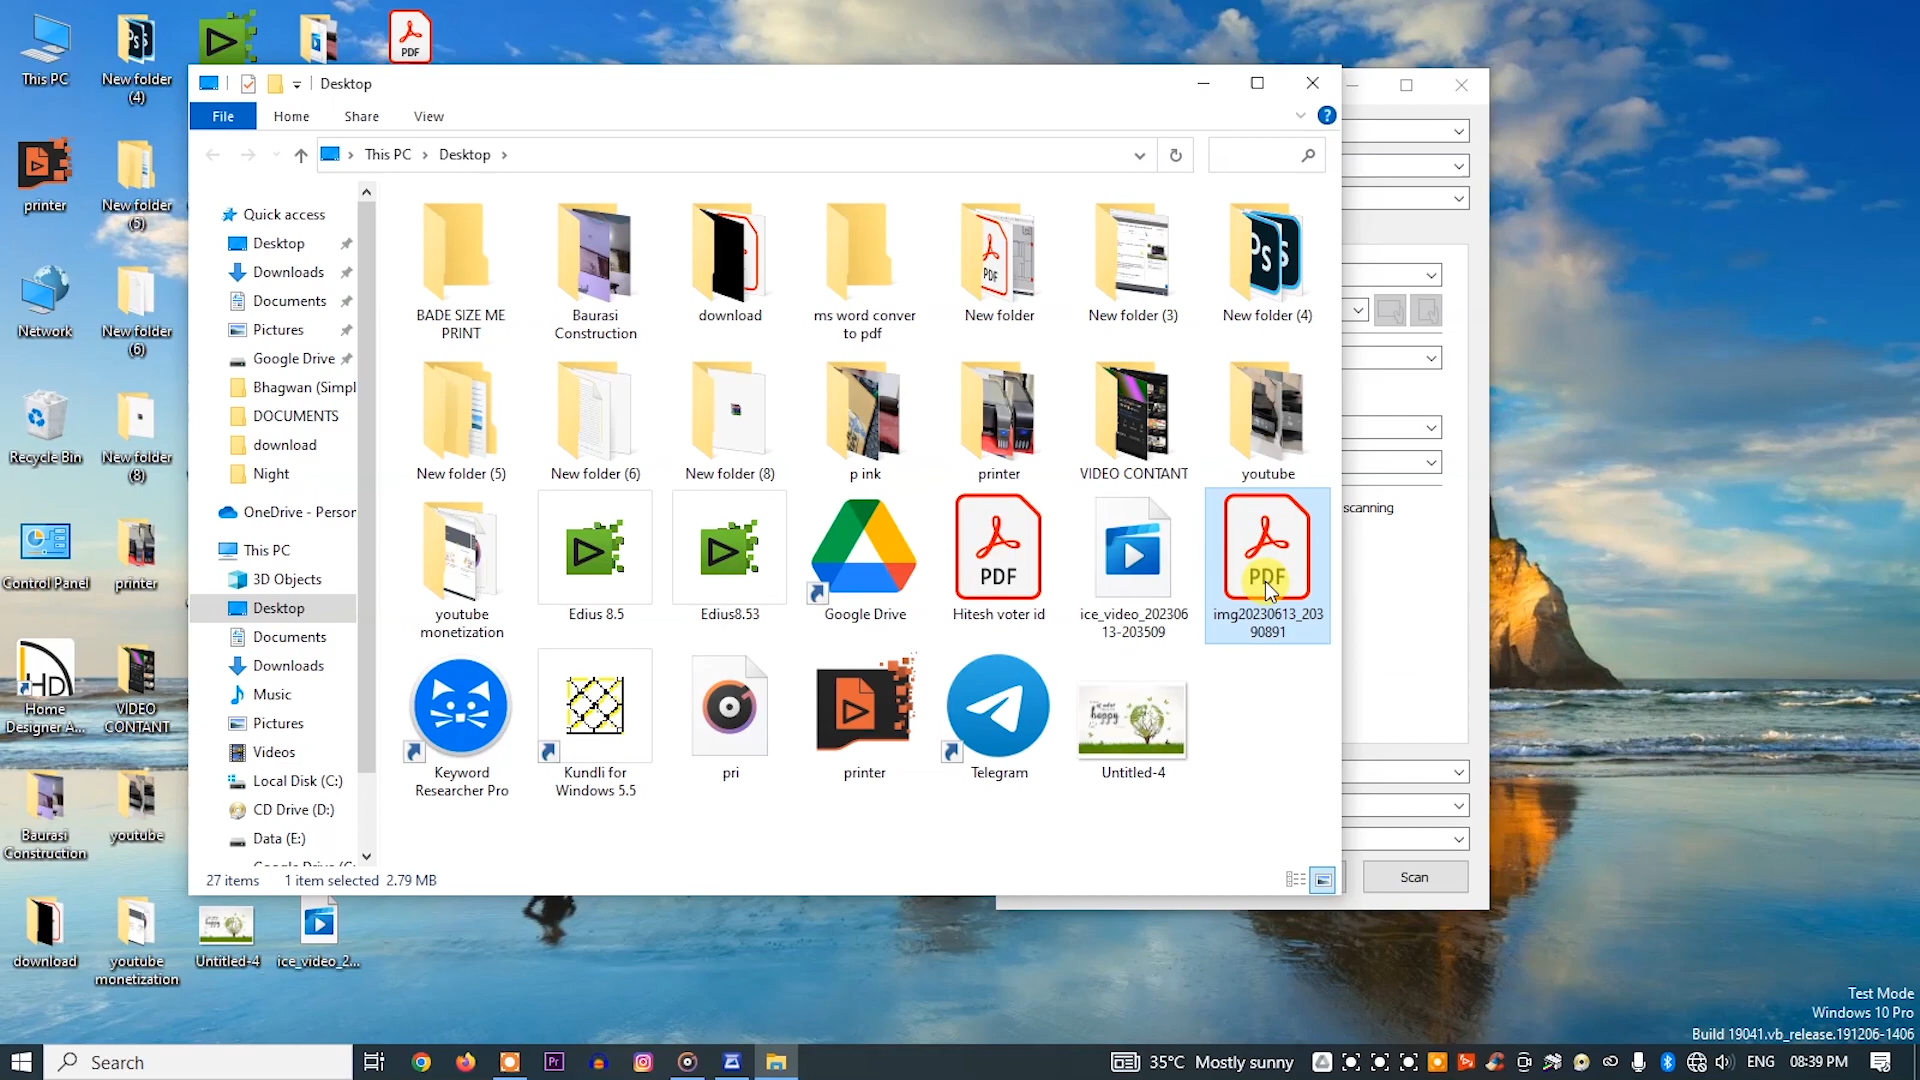 This PC
New folder
(4)
PDF
printer
New folder
(5)
Network
New folder
(6)
Recycle Bin
New folder
(8)
Control Panel
printer
Home
Designer A...
VIDEO
CONTANT
Baurasi
Construction
youtube
download
youtube
monetization
Untitled-4
ice_video_2...
Desktop
File
Home
Share
View
This PC
Desktop
Quick access
Desktop
Downloads
Documents
Pictures
Google Drive
Bhagwan (Simpl
DOCUMENTS
download
Night
OneDrive - Person
This PC
3D Objects
Desktop
Documents
Downloads
Music
Pictures
Videos
Local Disk (C:)
CD Drive (D:)
Data (E:)
BADE SIZE ME
PRINT
Baurasi
Construction
download
ms word conver
to pdf
New folder
New folder (3)
New folder (4)
New folder (5)
New folder (6)
New folder (8)
p ink
printer
VIDEO CONTANT
youtube
youtube
monetization
Edius 8.5
Edius8.53
Google Drive
PDF
Hitesh voter id
ice_video_202306
13-203509
PDF
img20230613_203
90891
Keyword
Researcher Pro
Kundli for
Windows 5.5
pri
printer
Telegram
Untitled-4
27 items
1 item selected 2.79 MB
scanning
Scan
Test Mode
Windows 10 Pro
Build 19041.vb_release.191206-1406
Search
35°C Mostly sunny
ENG
08:39 PM